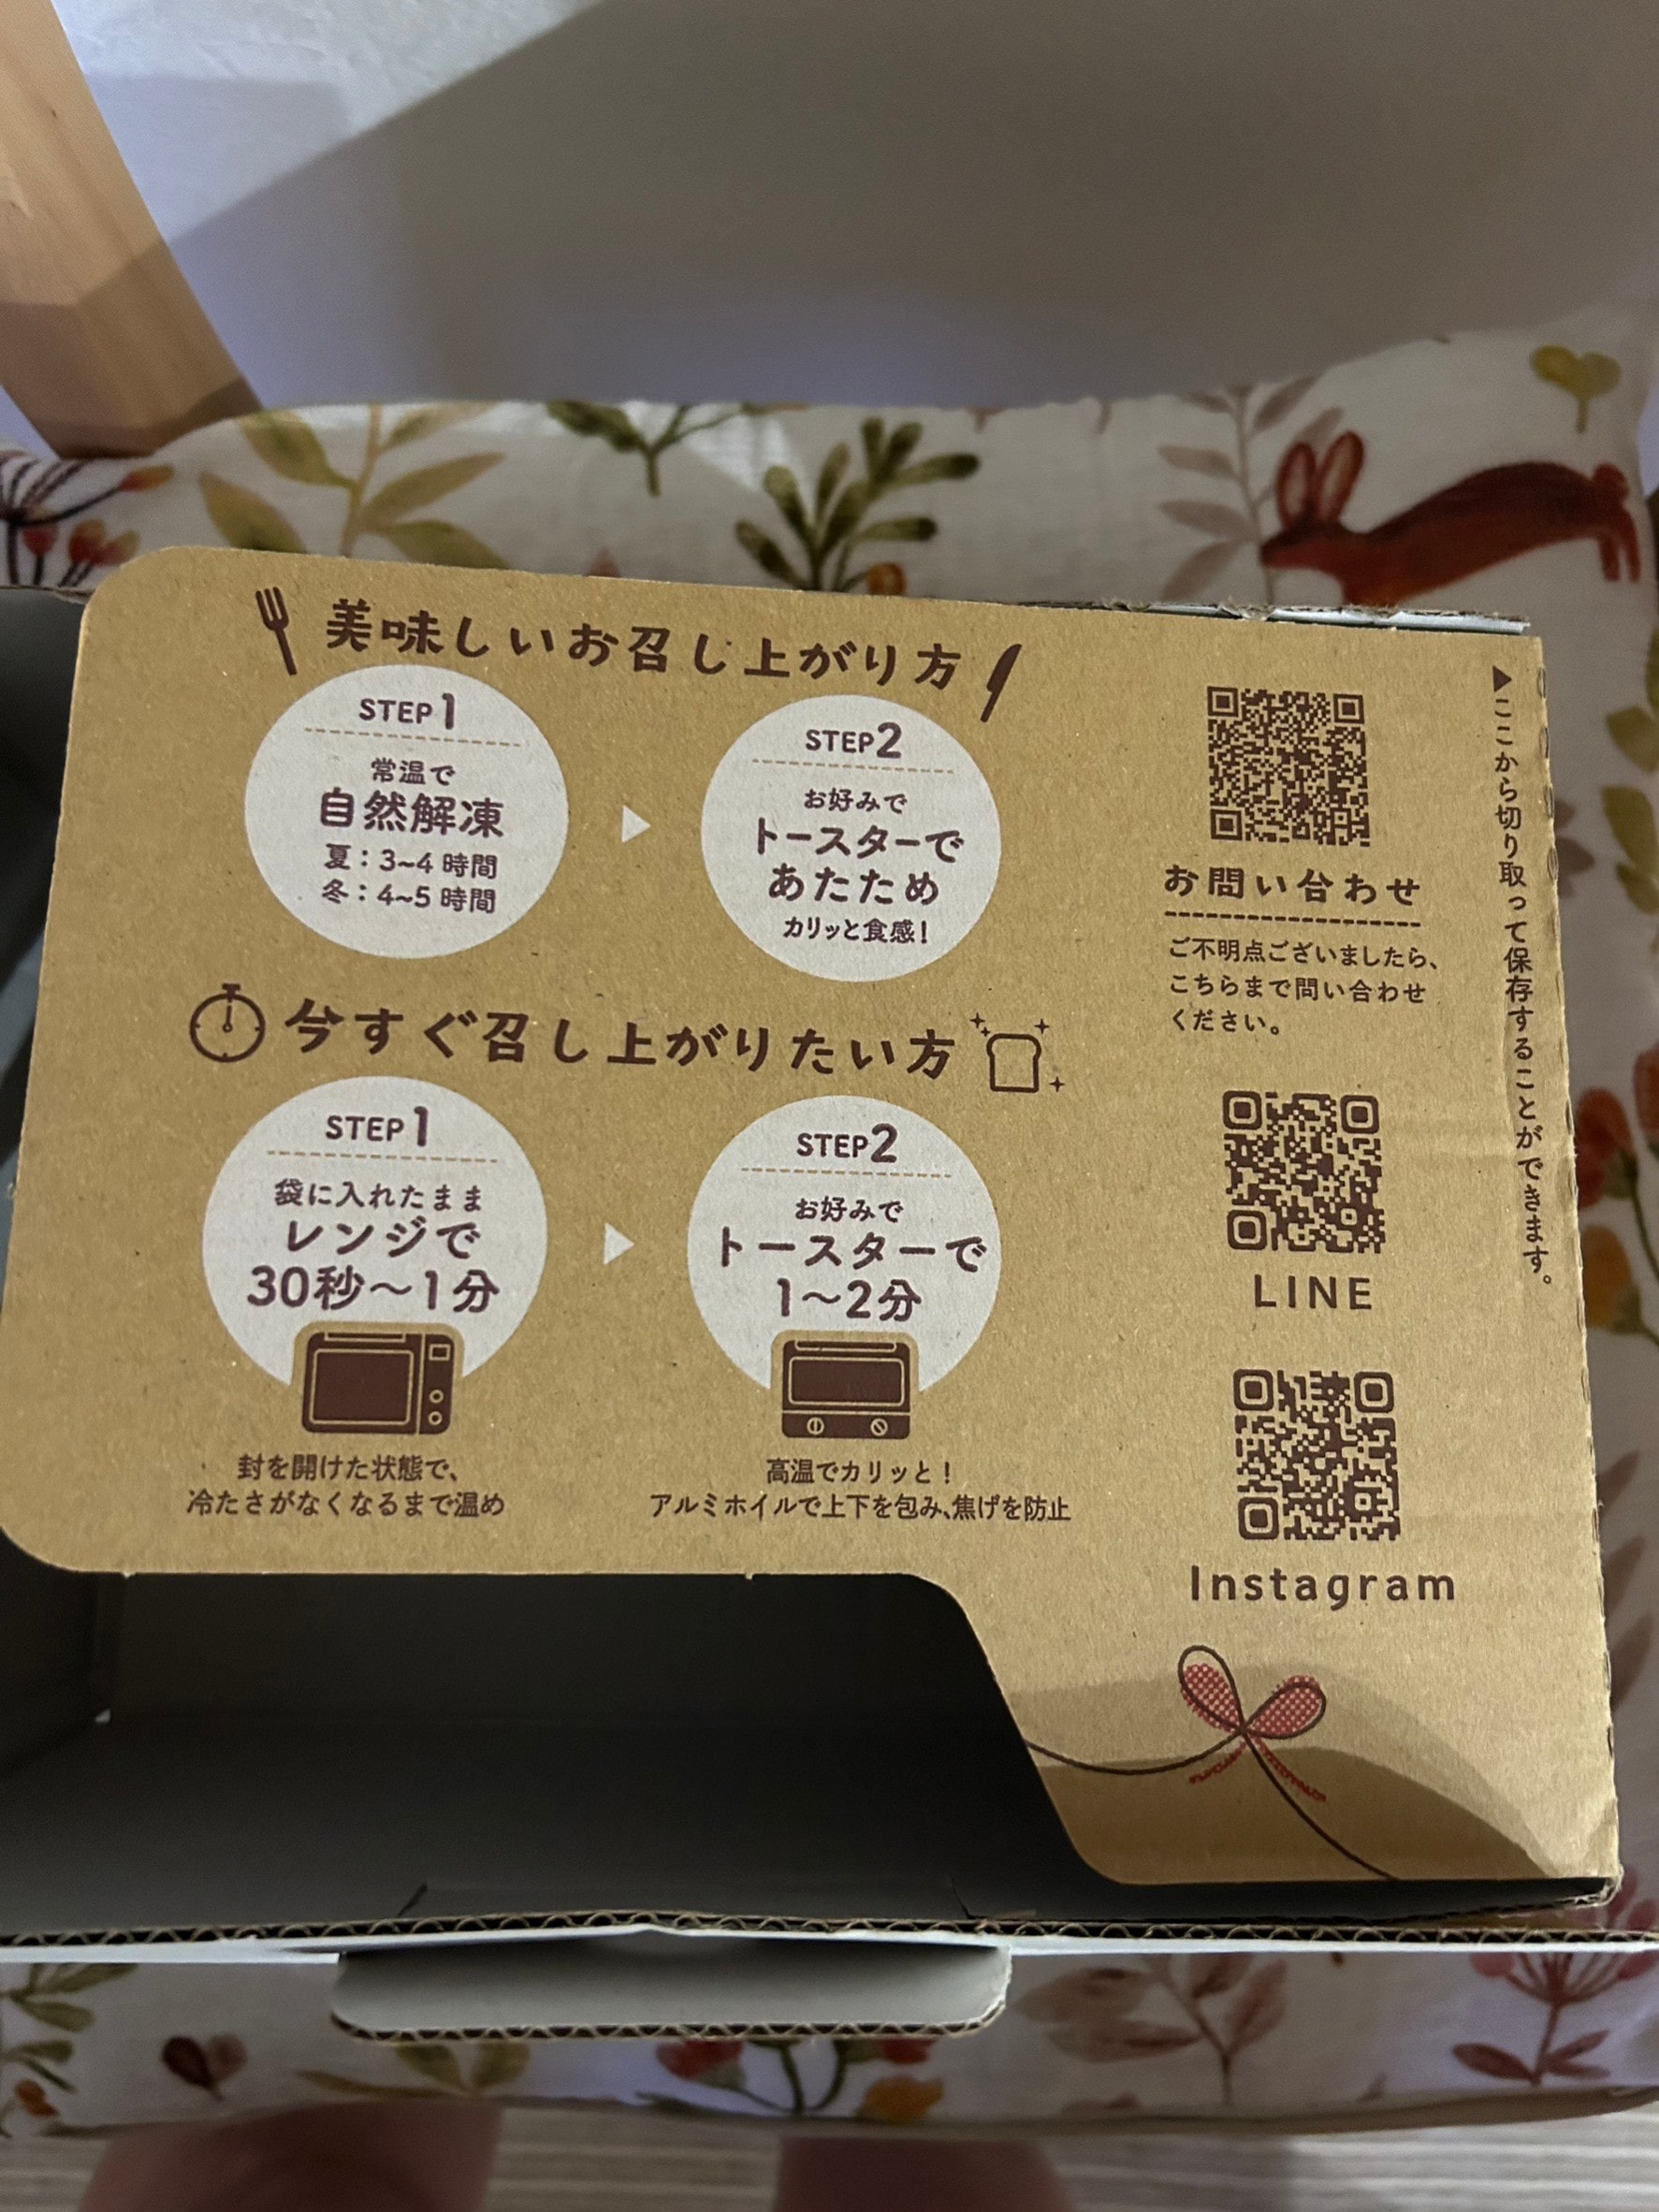 美味しいお召し上がり方
STEP1
常温で
自然解凍
夏：3~4 時間
冬：4~5 時間
STEP2
お好みで
トースターで
あたため
カリッと食感！
今すぐ召し上がりたい方
STEP1
袋に入れたまま
レンジで
30秒〜1分
封を開けた状態で、
冷たさがなくなるまで温め
STEP2
お好みで
トースターで
1〜2分
高温でカリッと！
アルミホイルで上下を包み、焦げを防止
お問い合わせ
ご不明点ございましたら、
こちらまで問い合わせ
ください。
LINE
Instagram
▶ここから切り取って保存することができます。